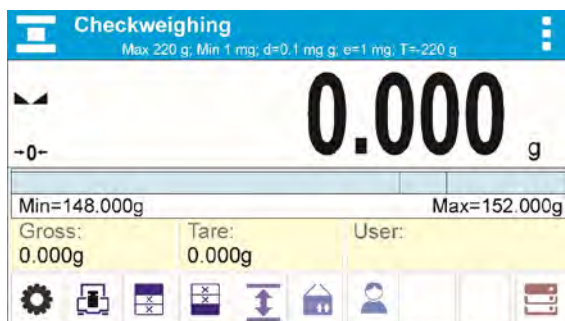 Checkweighing
Max 220 g; Min 1 mg; d=0.1 mg g; e=1 mg; T=-220 g
→0←
0.000 g
Min=148.000g Max=152.000g
Gross: Tare: User:
0.000g 0.000g